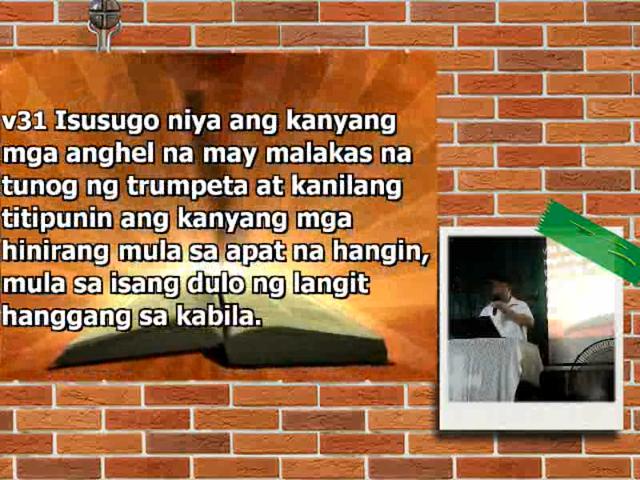 v31 Isusugo niya ang kanyang
mga anghel na may malakas na
tunog ng trumpeta at kanilang
titipunin ang kanyang mga
hinirang mula sa apat na hangin,
mula sa isang dulo ng langit
hanggang sa kabila.